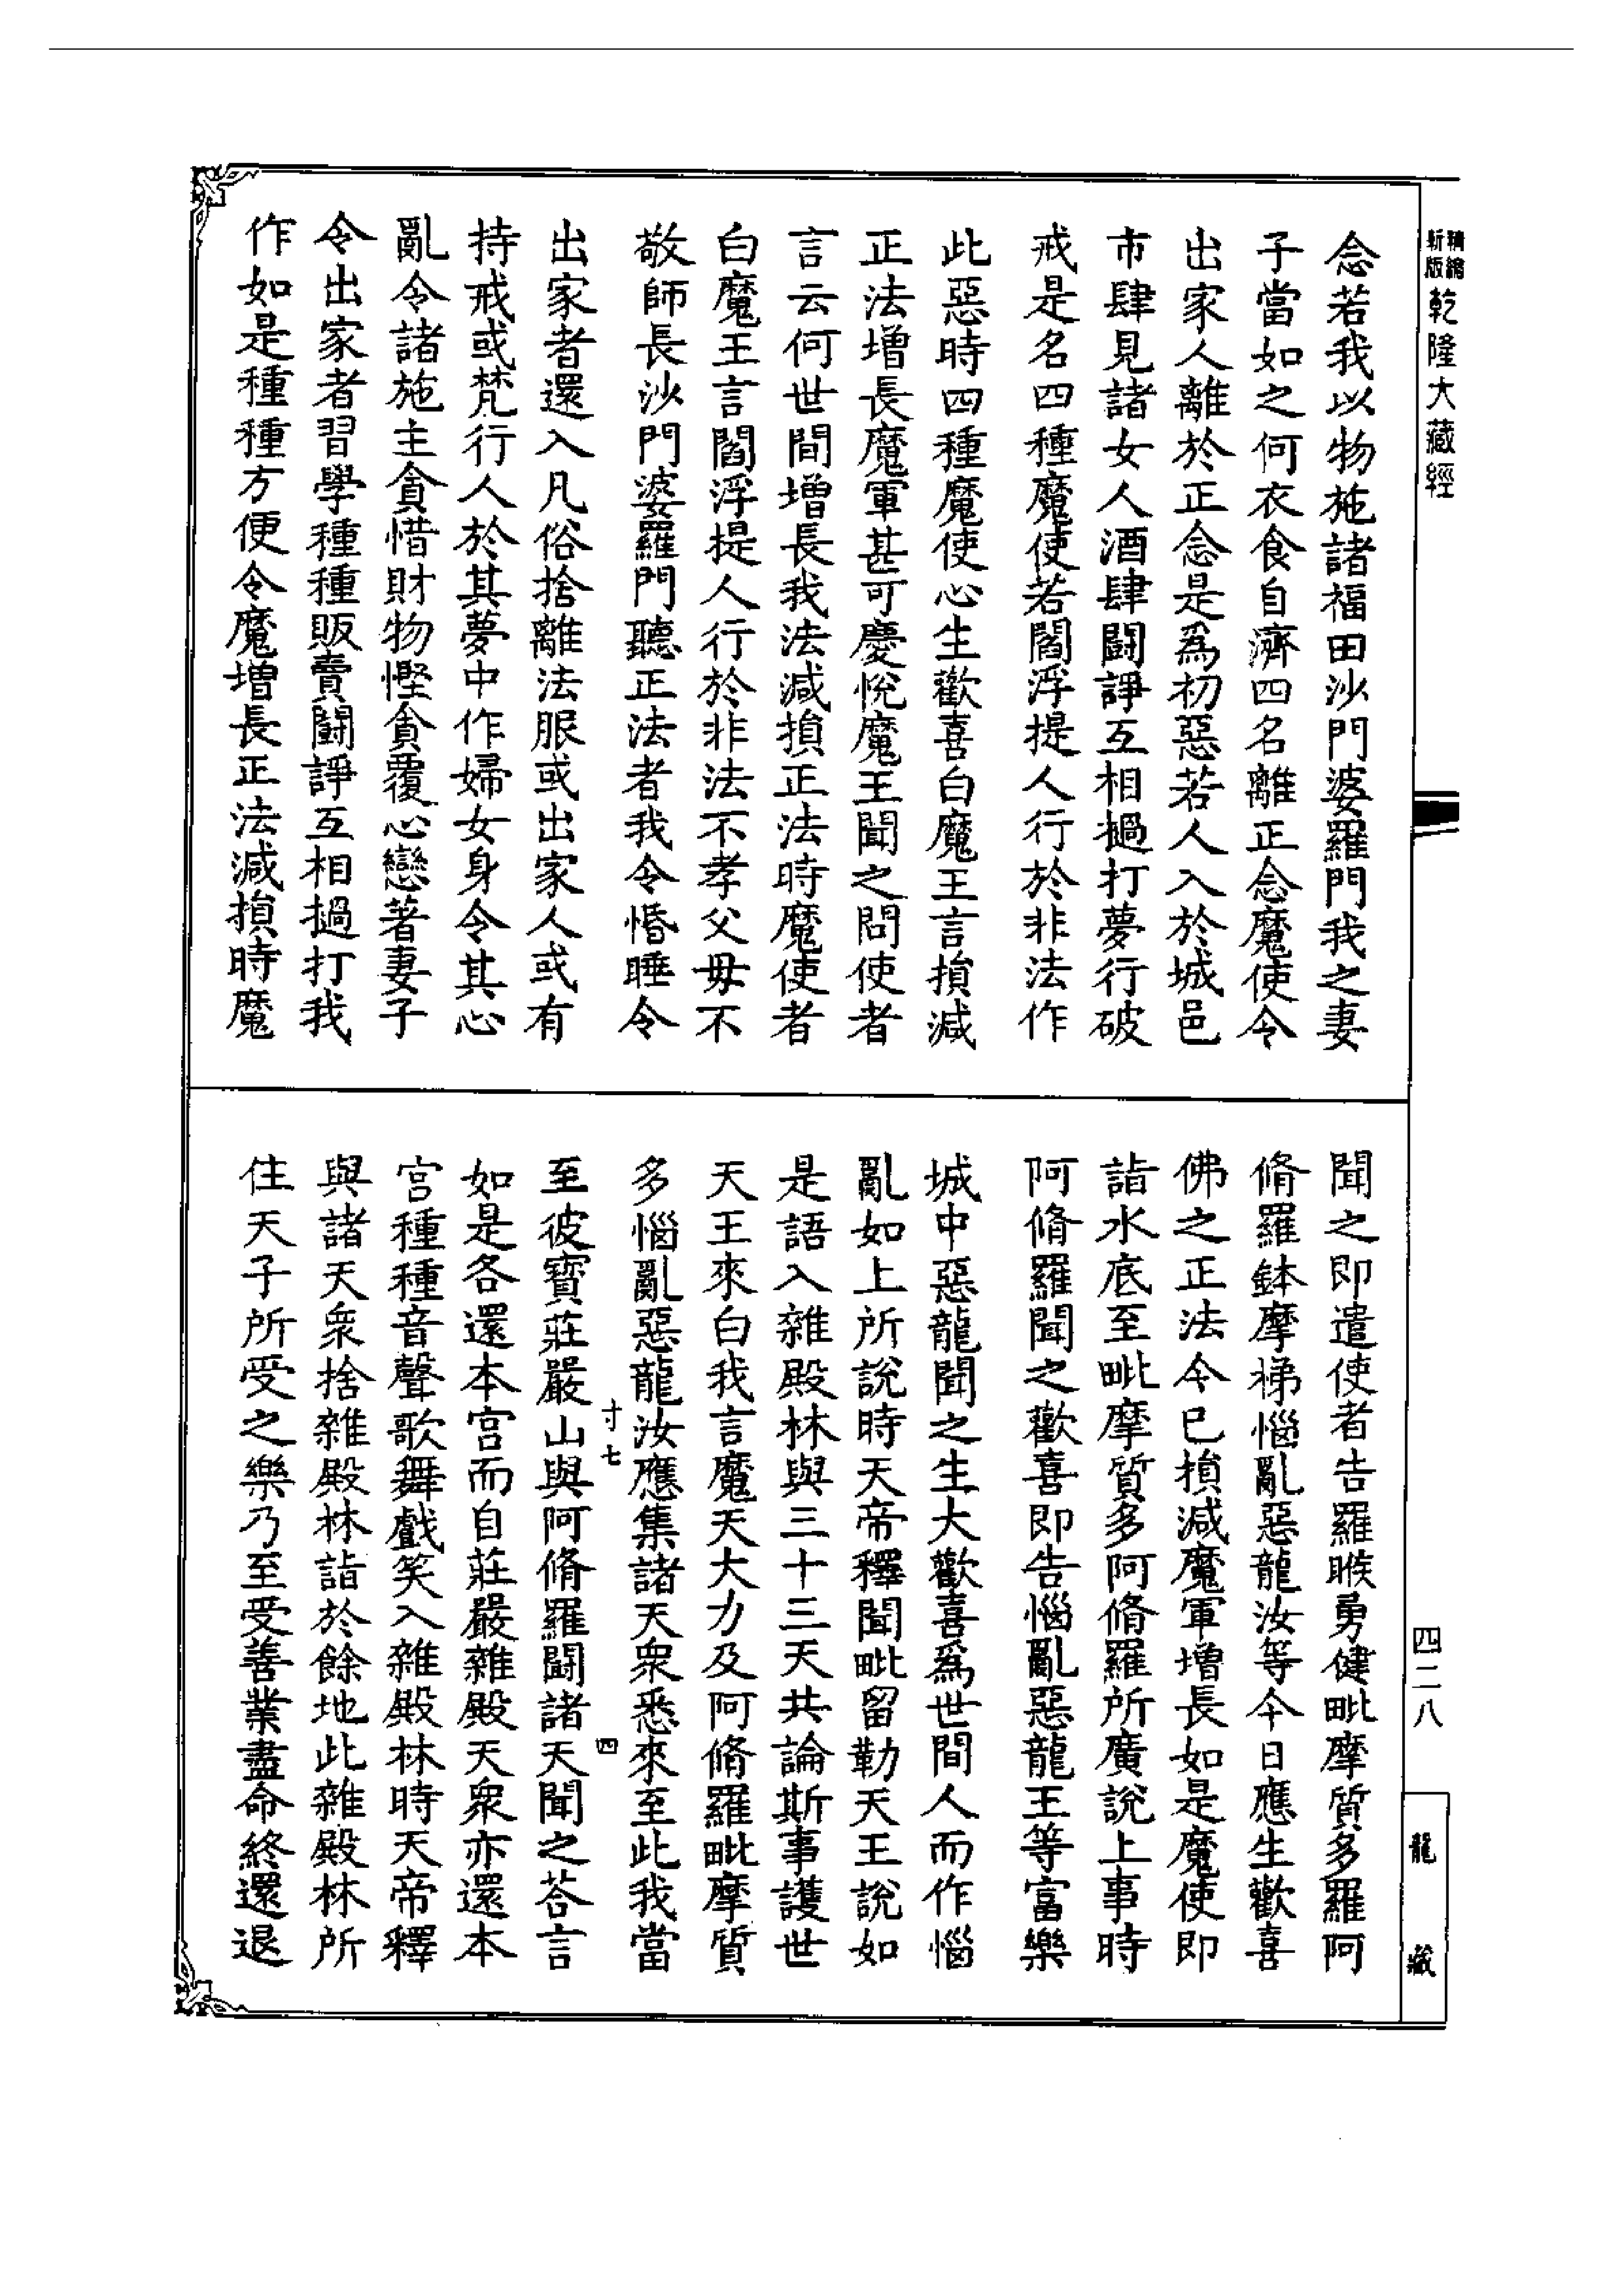 精繕新版乾隆大藏經
念若我以物施諸福田沙門婆羅門我之妻
子當如之何衣食自濟四名離正念魔使令
出家人離於正念是為初惡若人入於城邑
市肆見諸女人酒肆鬪諍互相撾打夢行破
戒是名四種魔使若閻浮提人行於非法作
此惡時四種魔使心生歡喜白魔王言損減
正法增長魔軍甚可慶悅魔王聞之問使者
言云何世間增長我法減損正法時魔使者
白魔王言閻浮提人行於非法不孝父母不
敬師長沙門婆羅門聽正法者我令惛睡令
出家者還入凡俗捨離法服或出家人或有
持戒或梵行人於其夢中作婦女身令其心
亂令諸施主貪惜財物慳貪覆心戀著妻子
令出家者習學種種販賣鬪諍互相撾打我
作如是種種方便令魔增長正法減損時魔
聞之即遣使者告羅睺勇健毗摩質多羅阿
脩羅鉢摩梯惱亂惡龍汝等今日應生歡喜
佛之正法今已損減魔軍增長如是魔使即
詣水底至毗摩質多阿脩羅所廣說上事時
阿脩羅聞之歡喜即告惱亂惡龍王等富樂
城中惡龍聞之生大歡喜為世間人而作惱
亂如上所說時天帝釋聞毗留勒天王說如
是語入雜殿林與三十三天共論斯事護世
天王來白我言魔天大力及阿脩羅毗摩質
多惱亂惡龍汝應集諸天眾悉來至此我當
寸七 四
至彼寶莊嚴山與阿脩羅鬪諸天聞之荅言
如是各還本宮而自莊嚴雜殿天眾亦還本
宮種種音聲歌舞戲笑入雜殿林時天帝釋
與諸天眾捨雜殿林詣於餘地此雜殿林所
住天子所受之樂乃至受善業盡命終還退
四二八
龍藏